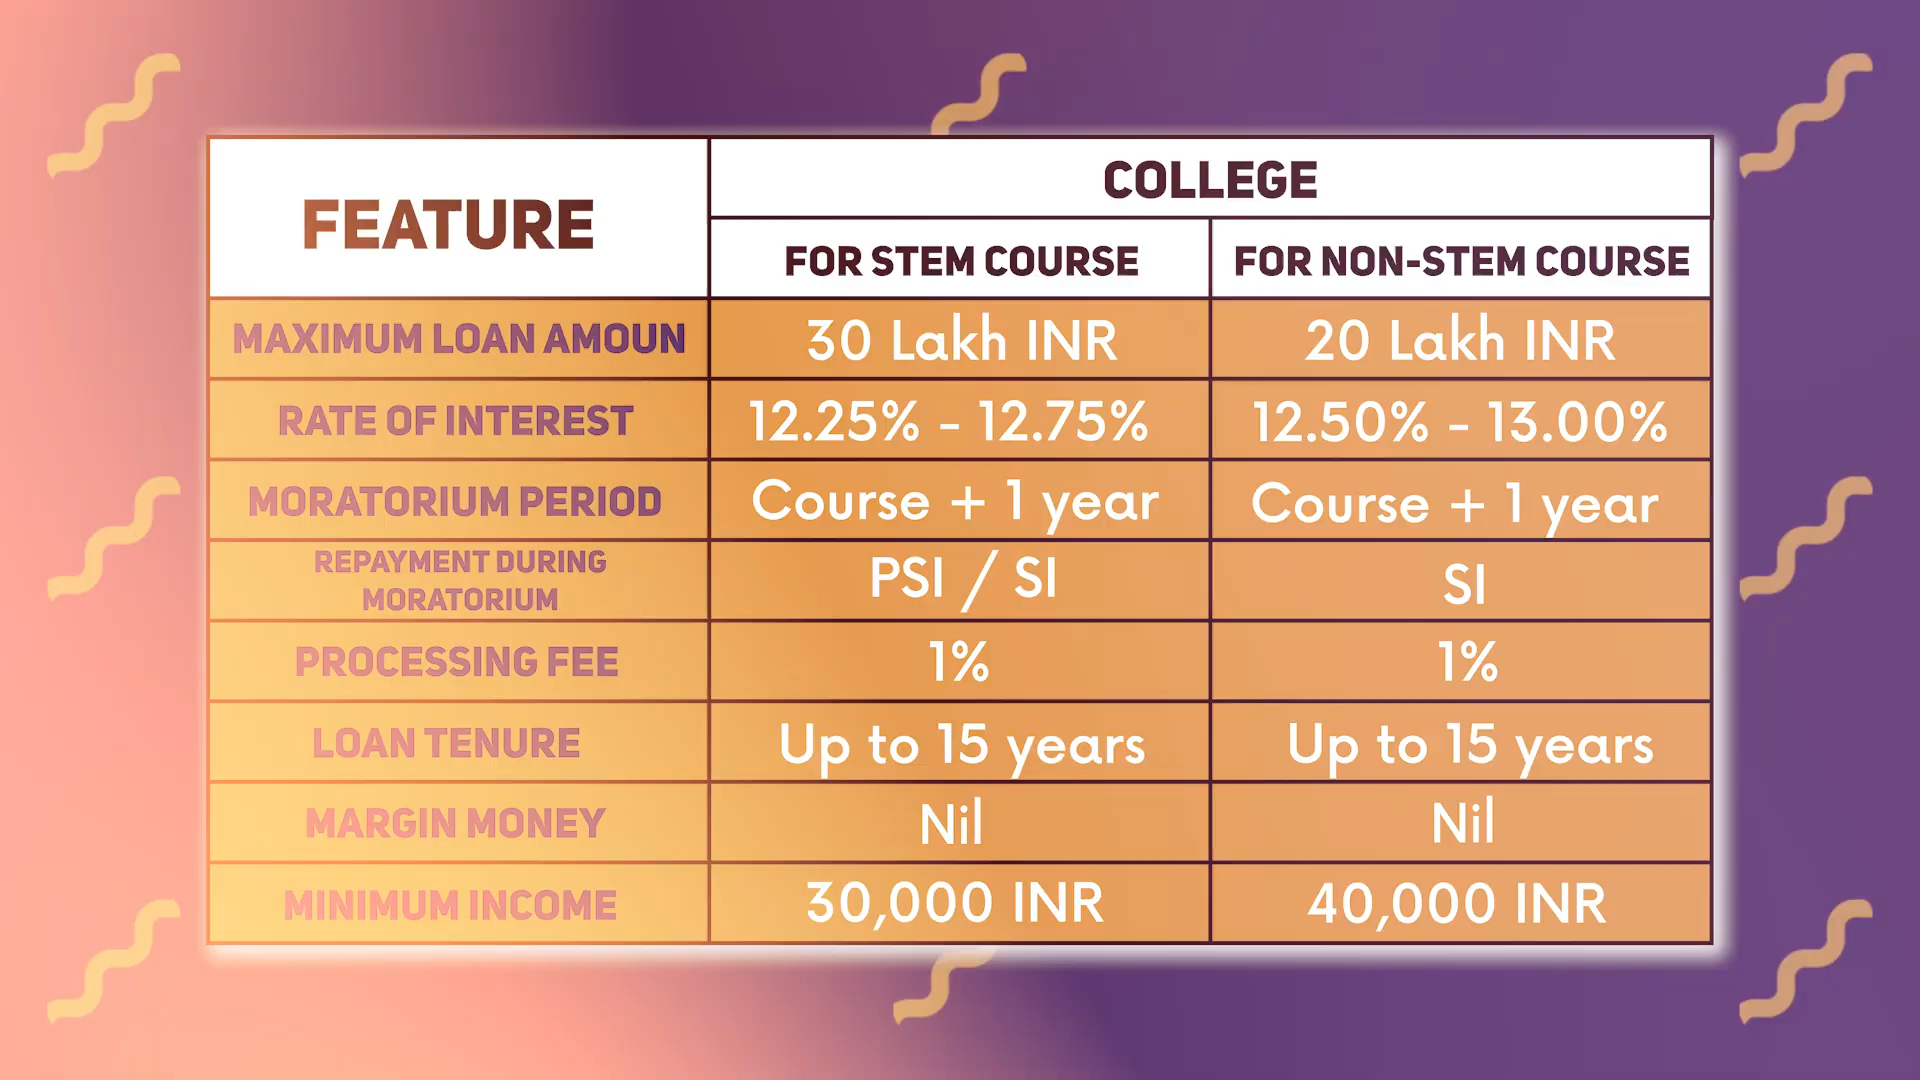 FEATURE
COLLEGE
FOR STEM COURSE
FOR NON-STEM COURSE
MAXIMUM LOAN AMOUN
30 Lakh INR
20 Lakh INR
RATE OF INTEREST
12.25% - 12.75%
12.50% - 13.00%
MORATORIUM PERIOD
Course + 1 year
Course + 1 year
REPAYMENT DURING
MORATORIUM
PSI / SI
SI
PROCESSING FEE
1%
1%
LOAN TENURE
Up to 15 years
Up to 15 years
MARGIN MONEY
Nil
Nil
MINIMUM INCOME
30,000 INR
40,000 INR